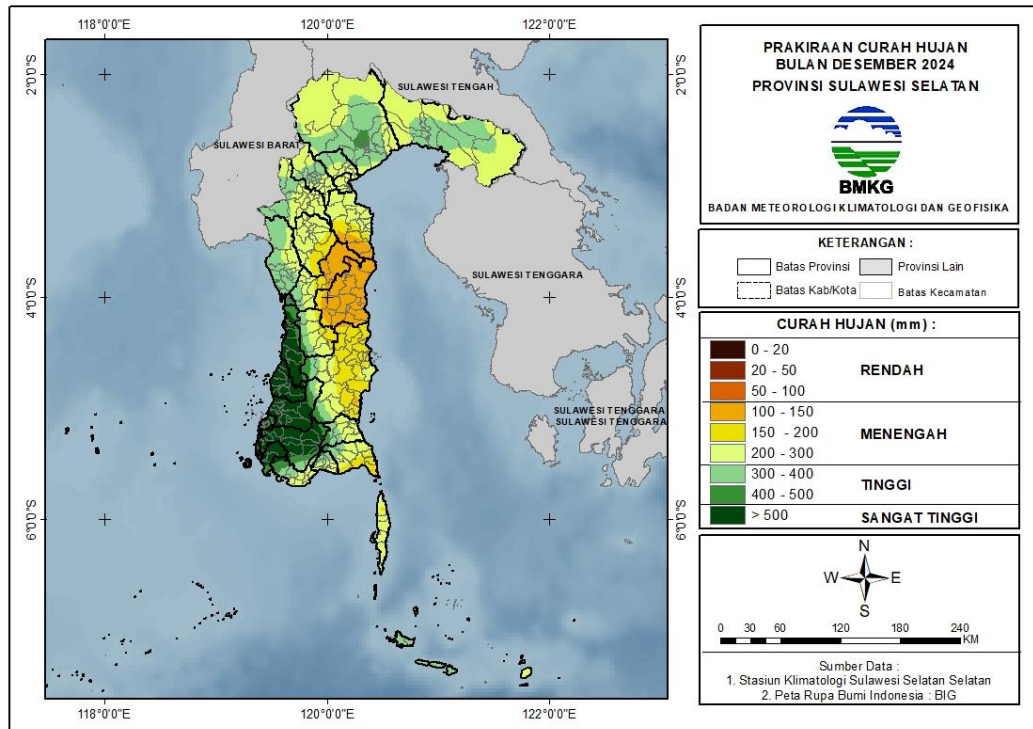 118°0'0"E
120°0'0"E
122°0'0"E
2°0'0"S
4°0'0"S
6°0'0"S
SULAWESI TENGAH
SULAWESI BARAT
SULAWESI TENGGARA
SULAWESI TENGGARA
SULAWESI TENGGARA
2°0'0"S
4°0'0"S
6°0'0"S
118°0'0"E
120°0'0"E
122°0'0"E
PRAKIRAAN CURAH HUJAN
BULAN DESEMBER 2024
PROVINSI SULAWESI SELATAN
BMKG
BADAN METEOROLOGI KLIMATOLOGI DAN GEOFISIKA
KETERANGAN :
Batas Provinsi Provinsi Lain
Batas Kab/Kota Batas Kecamatan
CURAH HUJAN (mm) :
0 - 20
20 - 50 RENDAH
50 - 100
100 - 150
150 - 200 MENENGAH
200 - 300
300 - 400 TINGGI
400 - 500
> 500 SANGAT TINGGI
N
W E
S
0 30 60 120 180 240
KM
Sumber Data :
1. Stasiun Klimatologi Sulawesi Selatan Selatan
2. Peta Rupa Bumi Indonesia : BIG